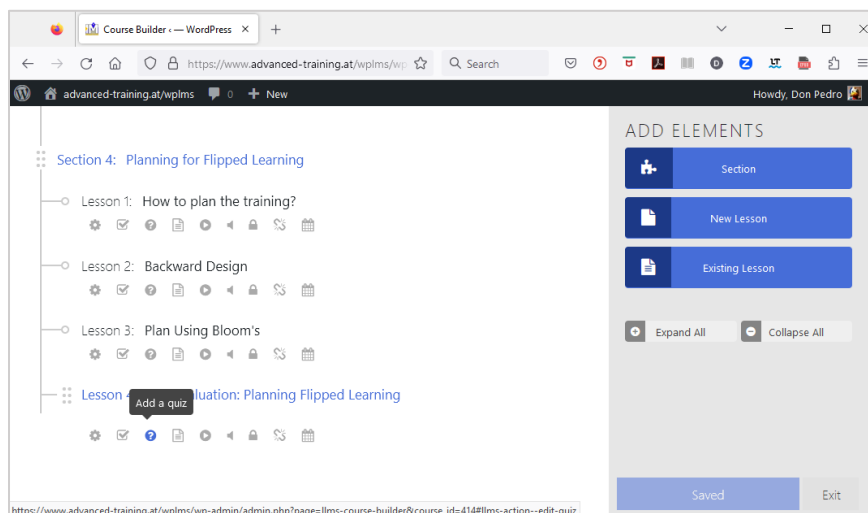 Course Builder ‹ — WordPress
https://www.advanced-training.at/wplms/wp
Search
advanced-training.at/wplms 0 New
Howdy, Don Pedro
ADD ELEMENTS
Section
New Lesson
Existing Lesson
Expand All
Collapse All
Saved
Exit
Section 4: Planning for Flipped Learning
Lesson 1: How to plan the training?
Lesson 2: Backward Design
Lesson 3: Plan Using Bloom's
Lesson luation: Planning Flipped Learning
Add a quiz
https://www.advanced-training.at/wplms/wp-admin/admin.php?page=llms-course-builder&course_id=414#llms-action--edit-quiz